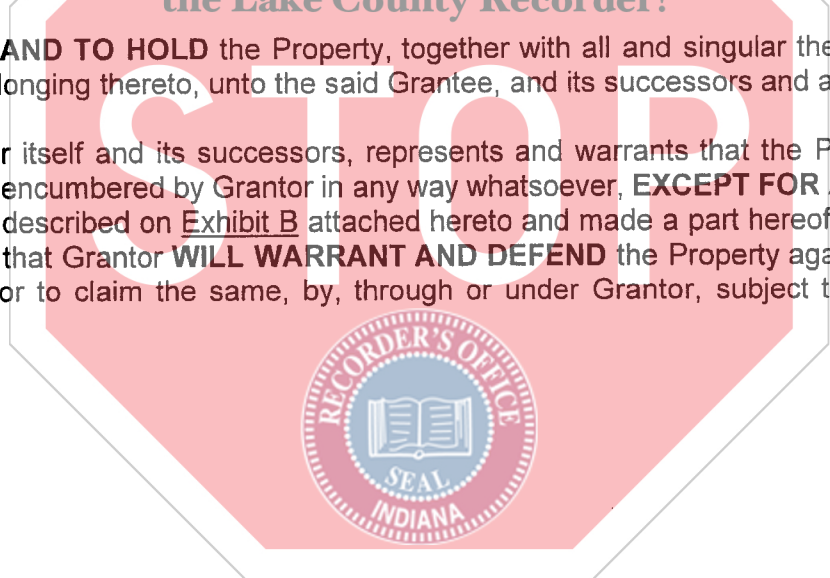 the Lake County Recorder!
AND TO HOLD the Property, together with all and singular the
onging thereto, unto the said Grantee, and its successors and a
r itself and its successors, represents and warrants that the P
encumbered by Grantor in any way whatsoever, EXCEPT FOR
described on Exhibit B attached hereto and made a part hereof
that Grantor WILL WARRANT AND DEFEND the Property aga
or to claim the same, by, through or under Grantor, subject t
STOP
RECORDER'S OFFICE
SEAL
INDIANA